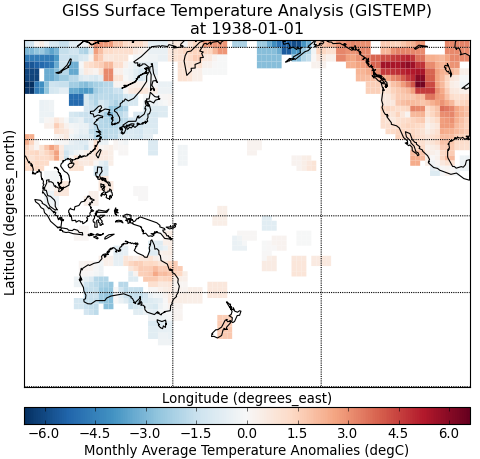 GISS Surface Temperature Analysis (GISTEMP)
at 1938-01-01
Latitude (degrees_north)
Longitude (degrees_east)
−6.0 −4.5 −3.0 −1.5 0.0 1.5 3.0 4.5 6.0
Monthly Average Temperature Anomalies (degC)